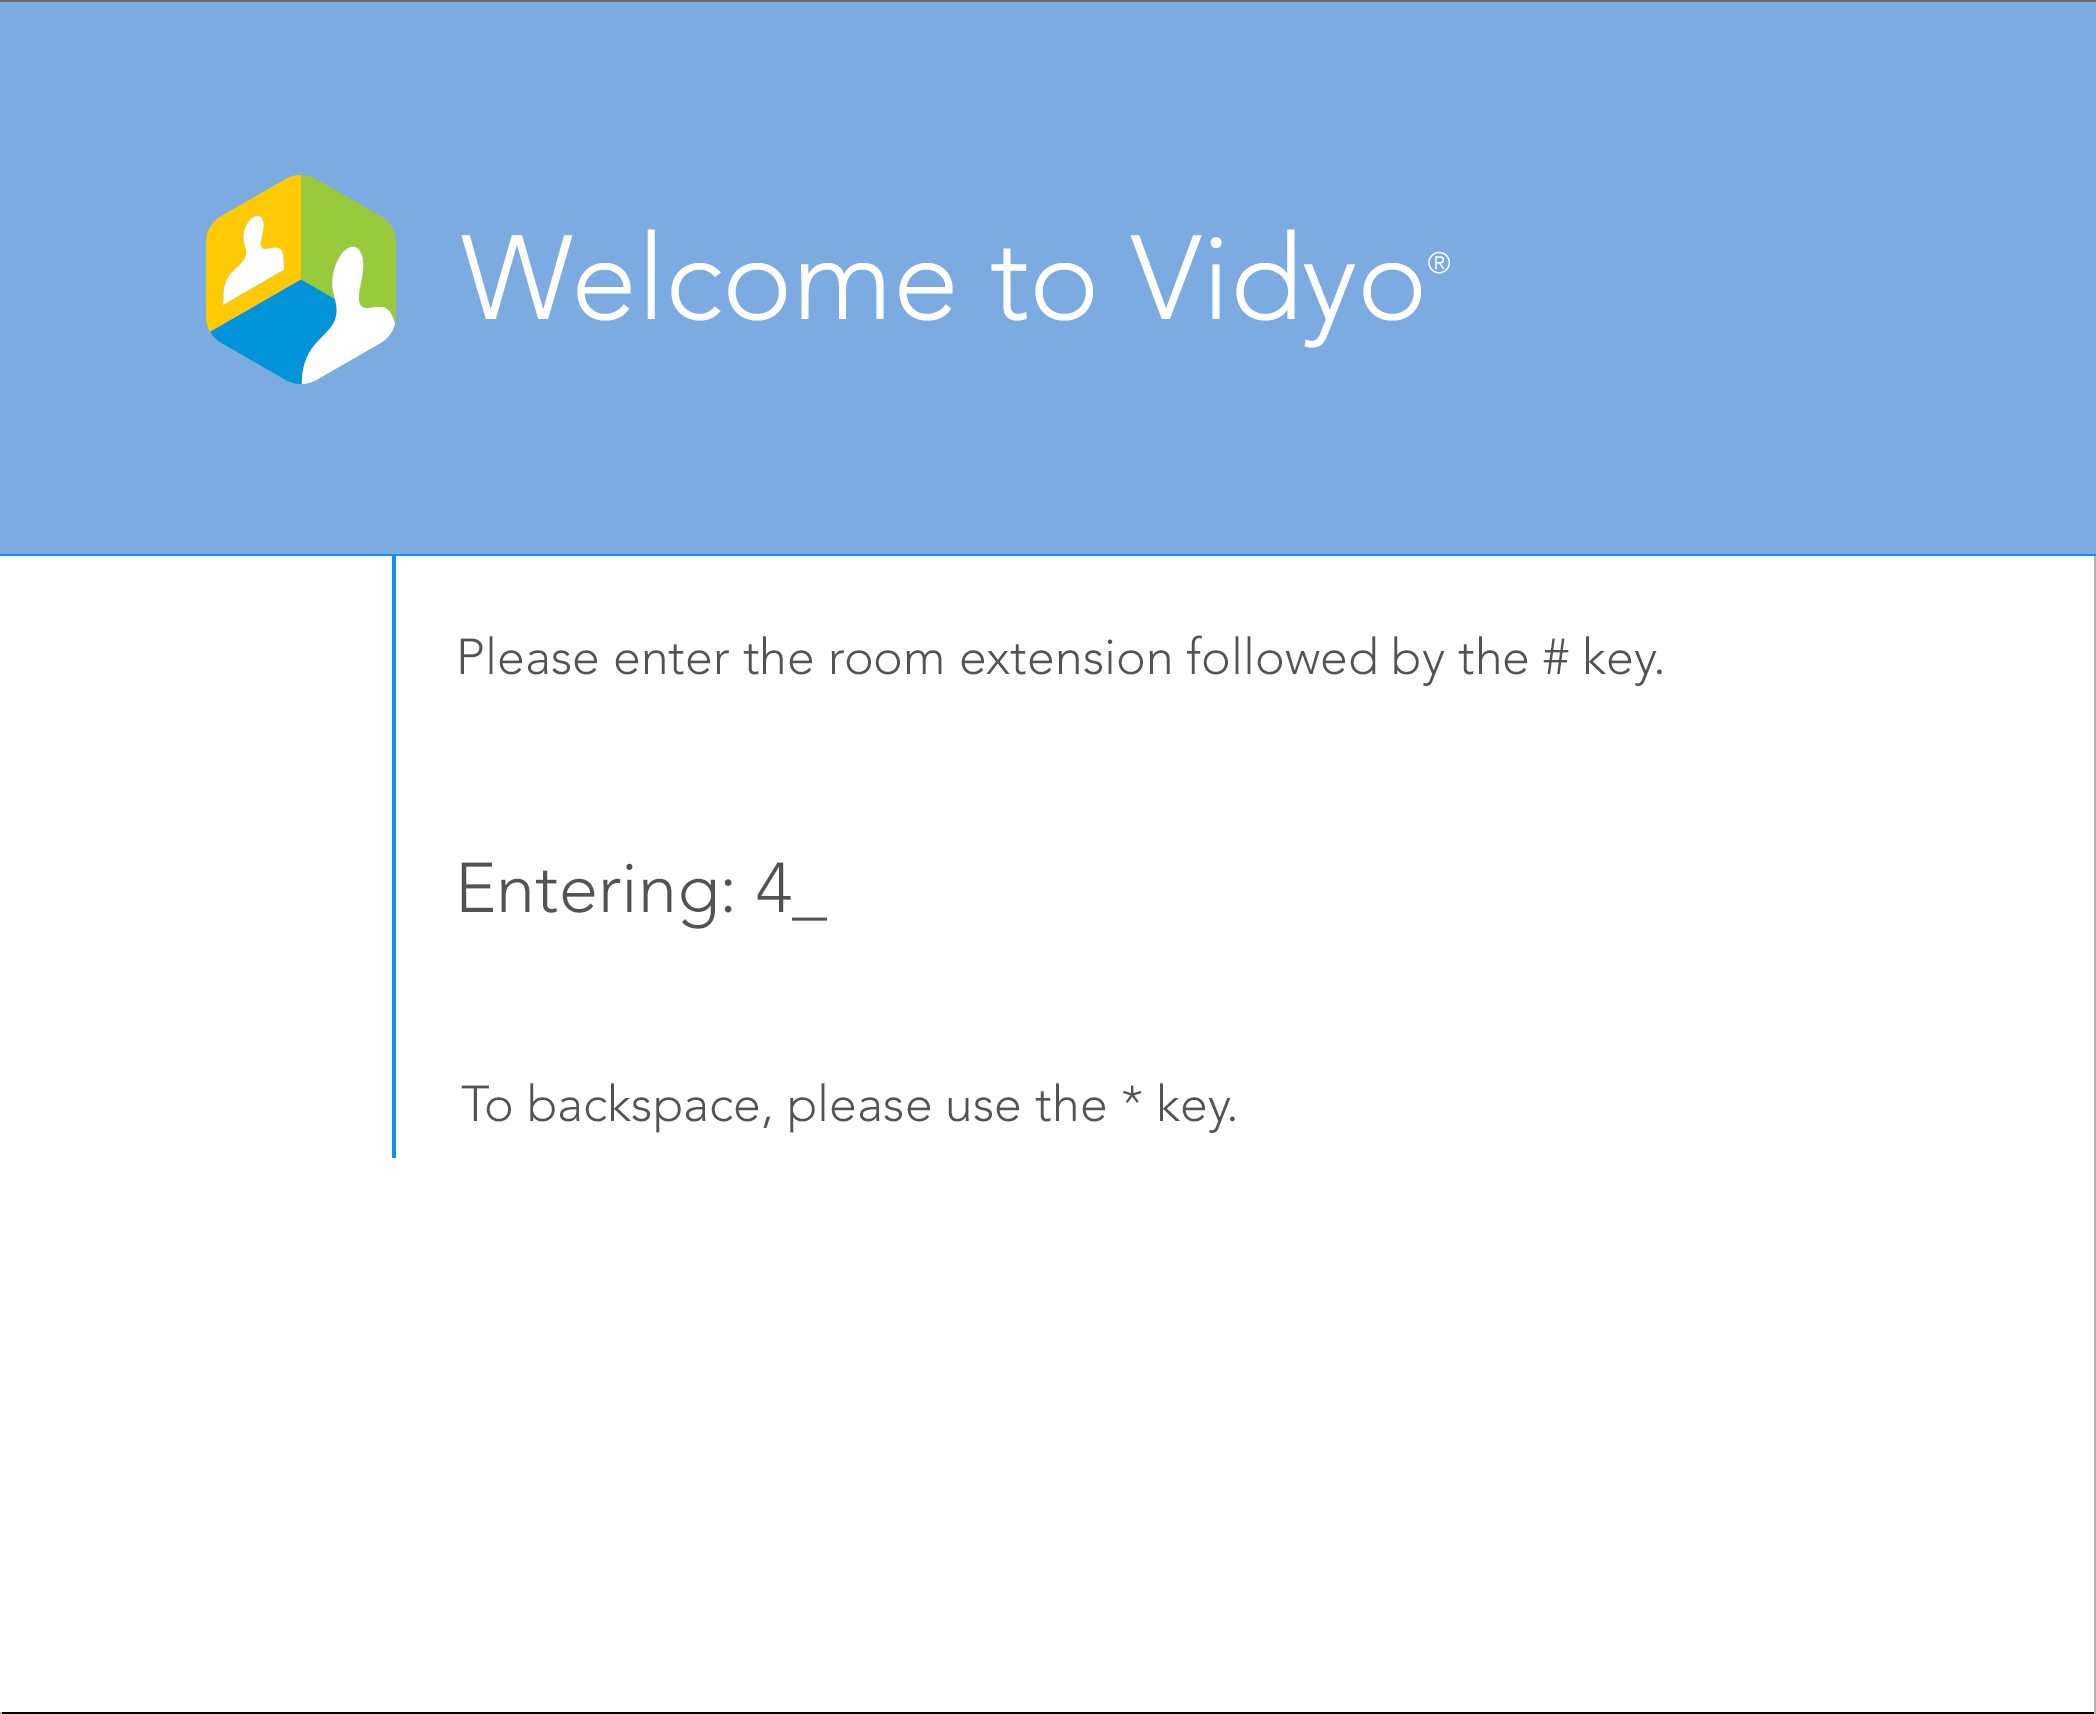 Welcome to Vidyo®
Please enter the room extension followed by the # key.
Entering: 4_
To backspace, please use the * key.